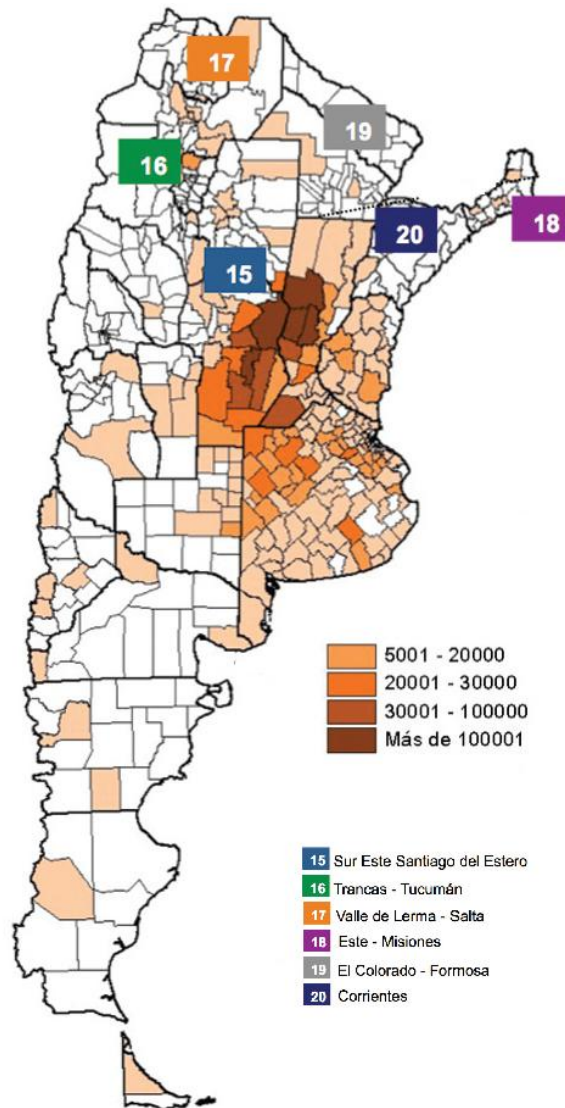 17
19
16
18
20
15
5001 - 20000
20001 - 30000
30001 - 100000
Más de 100001
15 Sur Este Santiago del Estero
16 Trancas - Tucumán
17 Valle de Lerma - Salta
18 Este - Misiones
19 El Colorado - Formosa
20 Corrientes